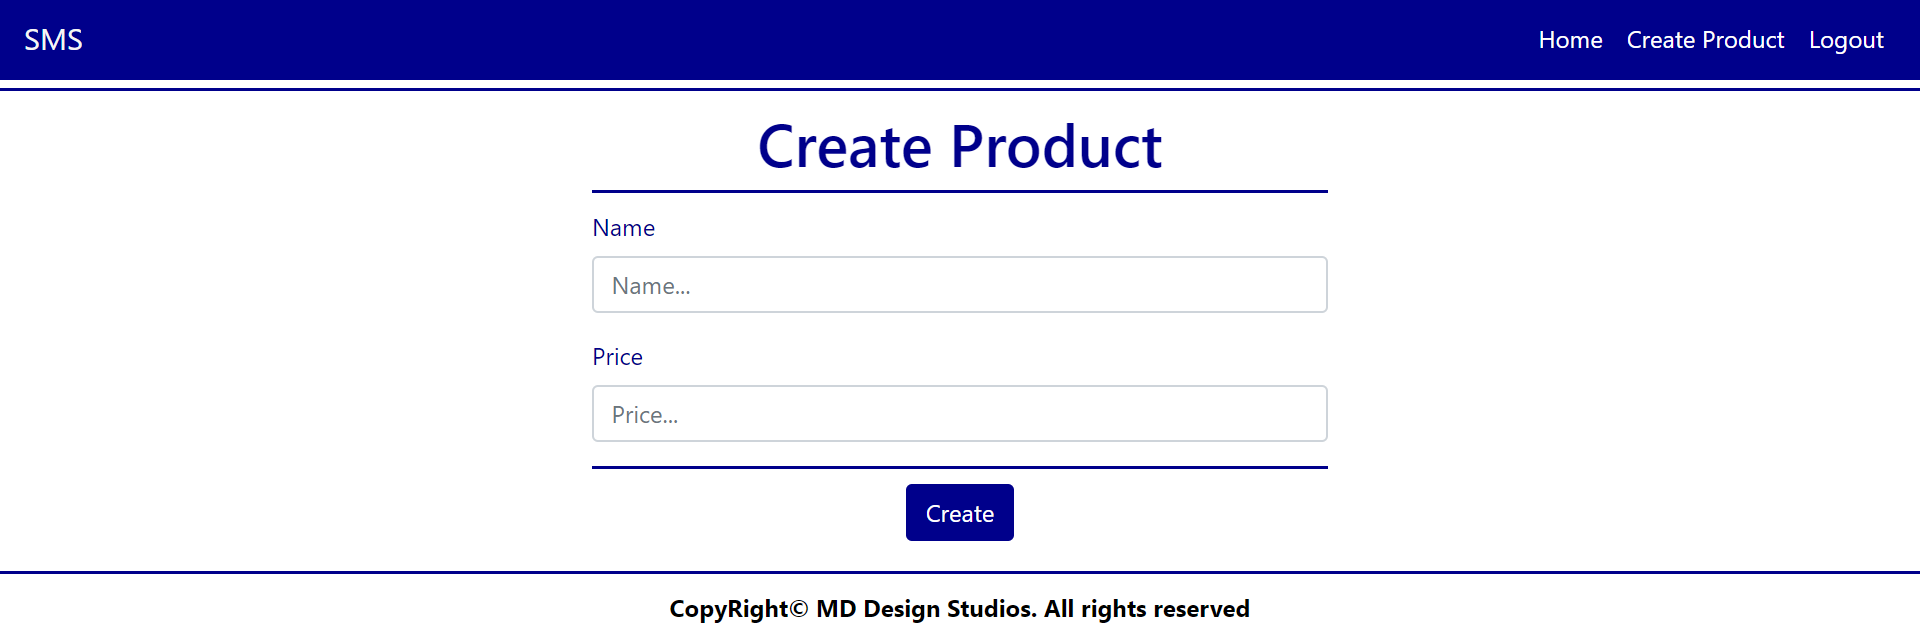 SMS Home Create Product Logout
Create Product
Name
Name...
Price
Price...
Create
CopyRight© MD Design Studios. All rights reserved